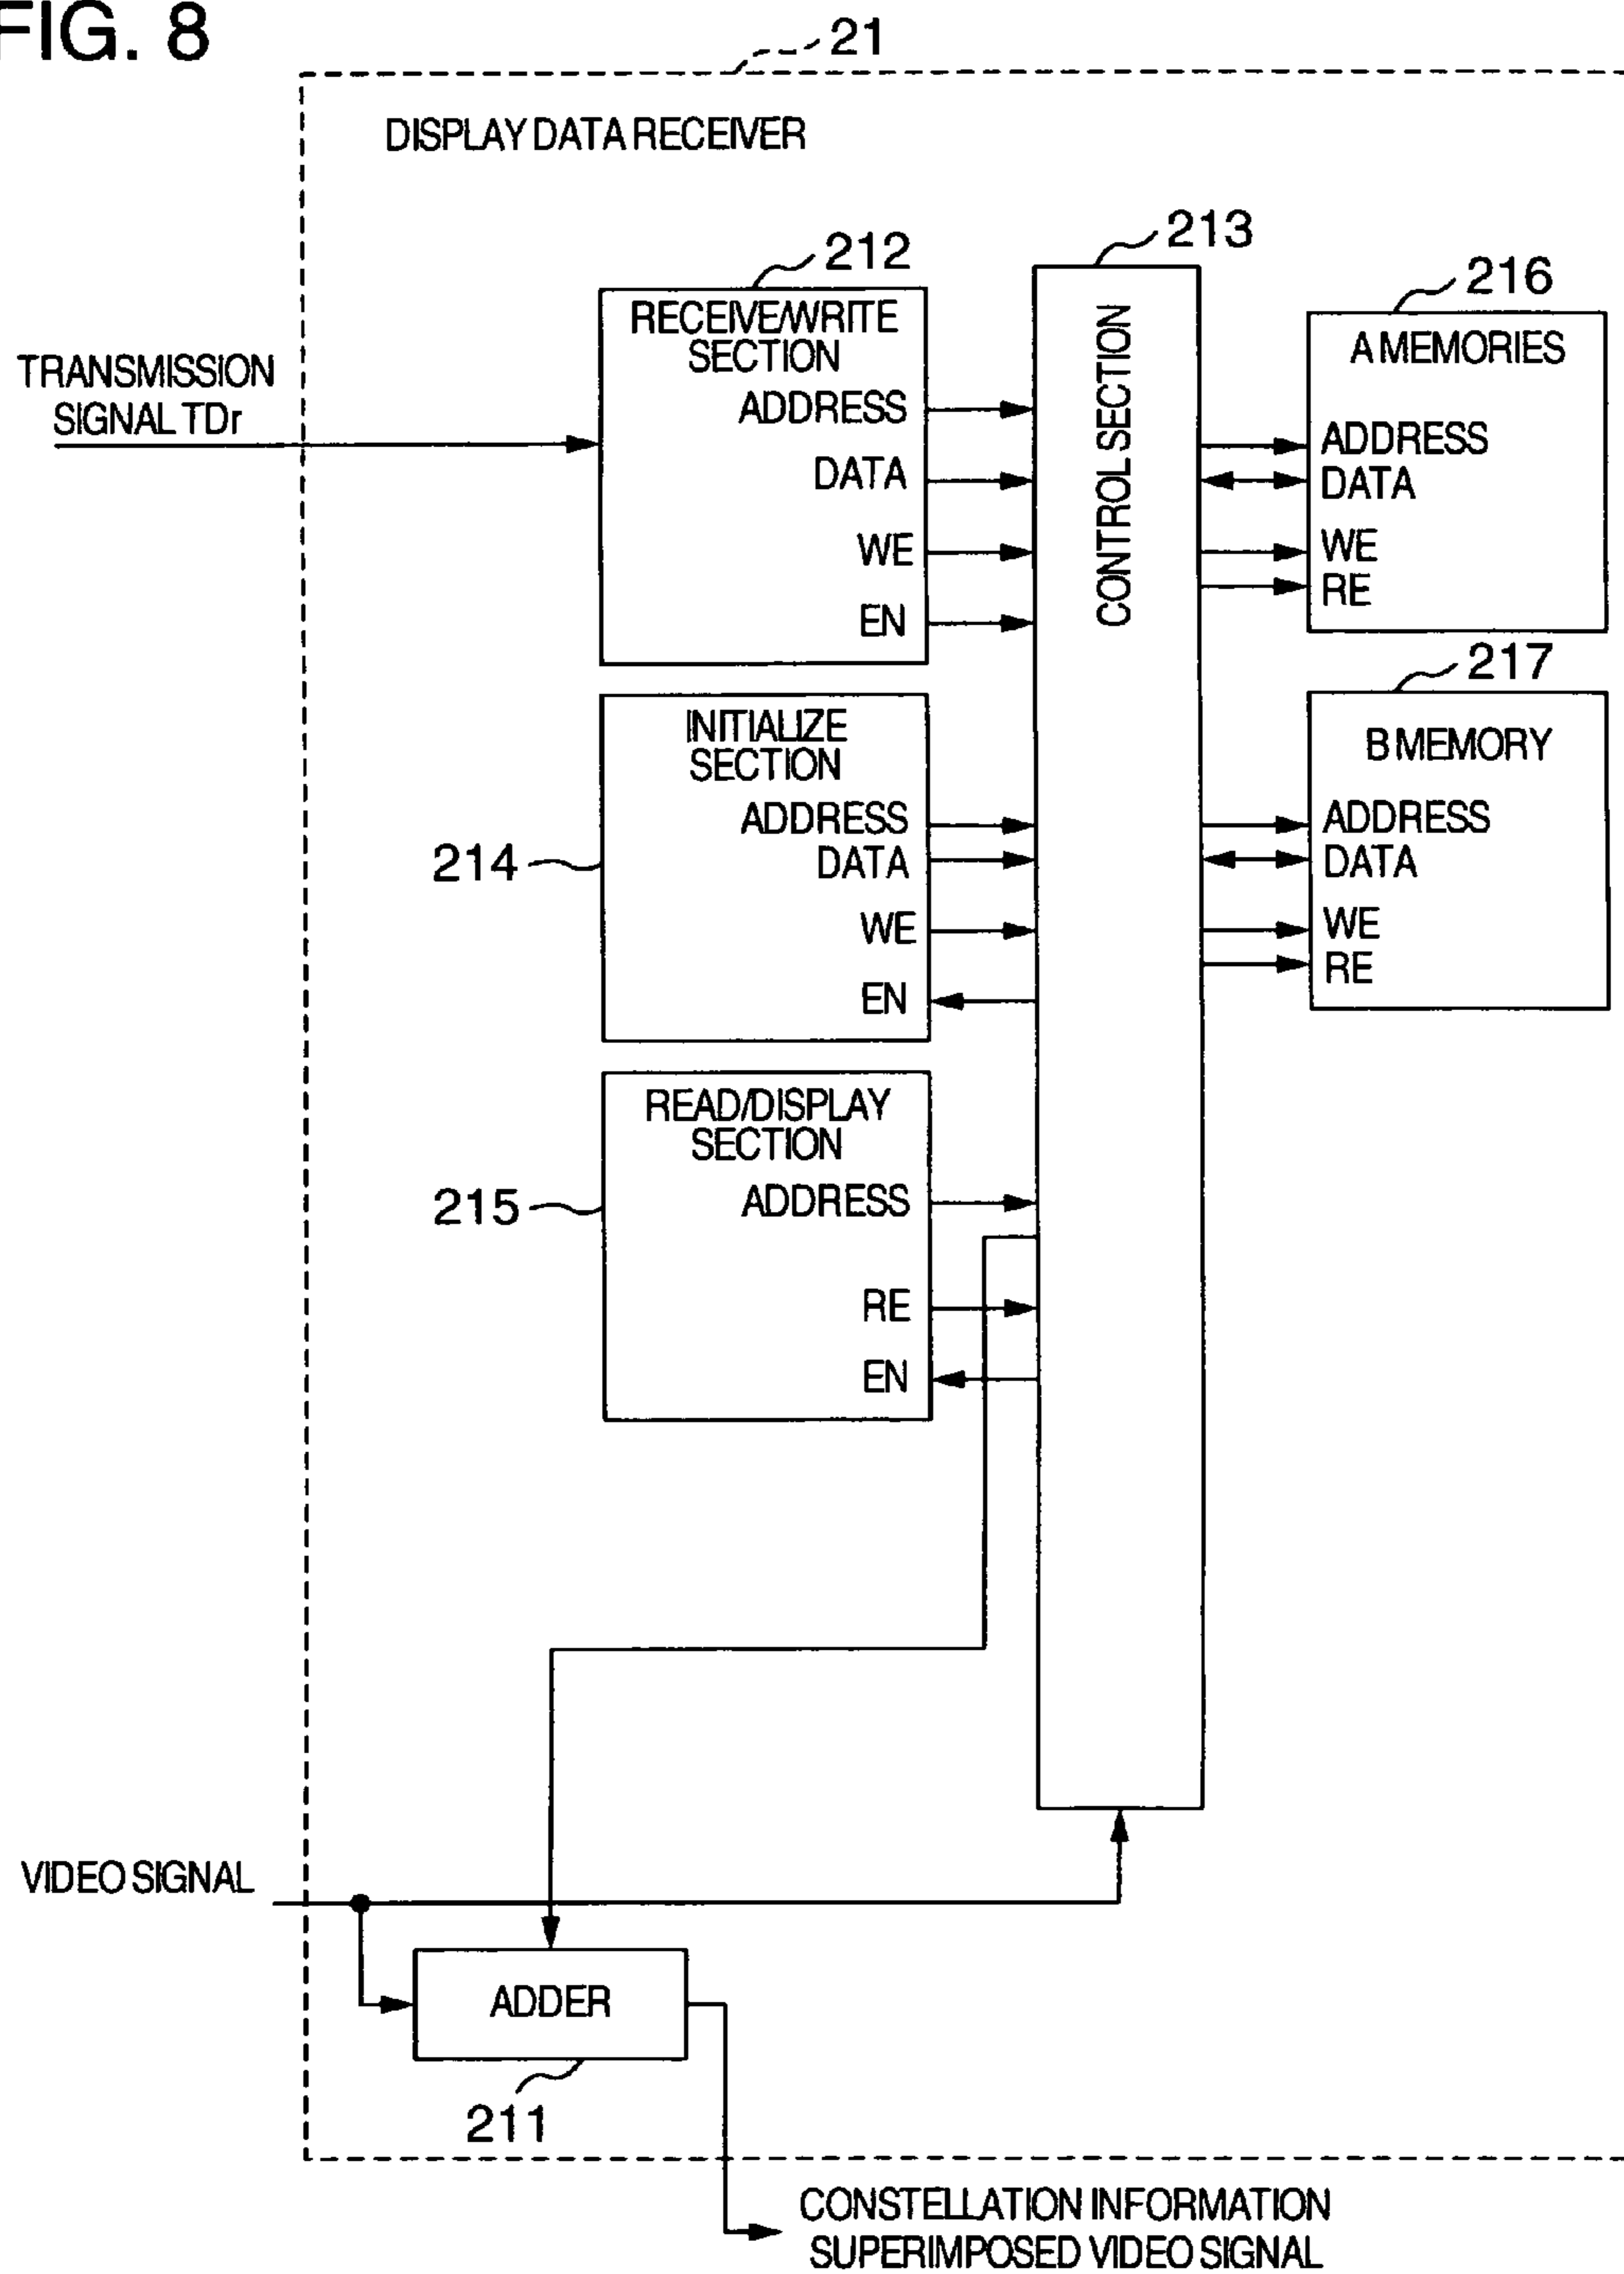 FIG. 8
21
DISPLAY DATA RECEIVER
212
213
216
RECEIVE/WRITE
SECTION
ADDRESS
DATA
WE
EN
TRANSMISSION
SIGNAL TDr
CONTROL SECTION
A MEMORIES
ADDRESS
DATA
WE
RE
217
INITIALIZE
SECTION
ADDRESS
DATA
WE
EN
214
B MEMORY
ADDRESS
DATA
WE
RE
READ/DISPLAY
SECTION
ADDRESS
RE
EN
215
VIDEO SIGNAL
ADDER
211
CONSTELLATION INFORMATION
SUPERIMPOSED VIDEO SIGNAL